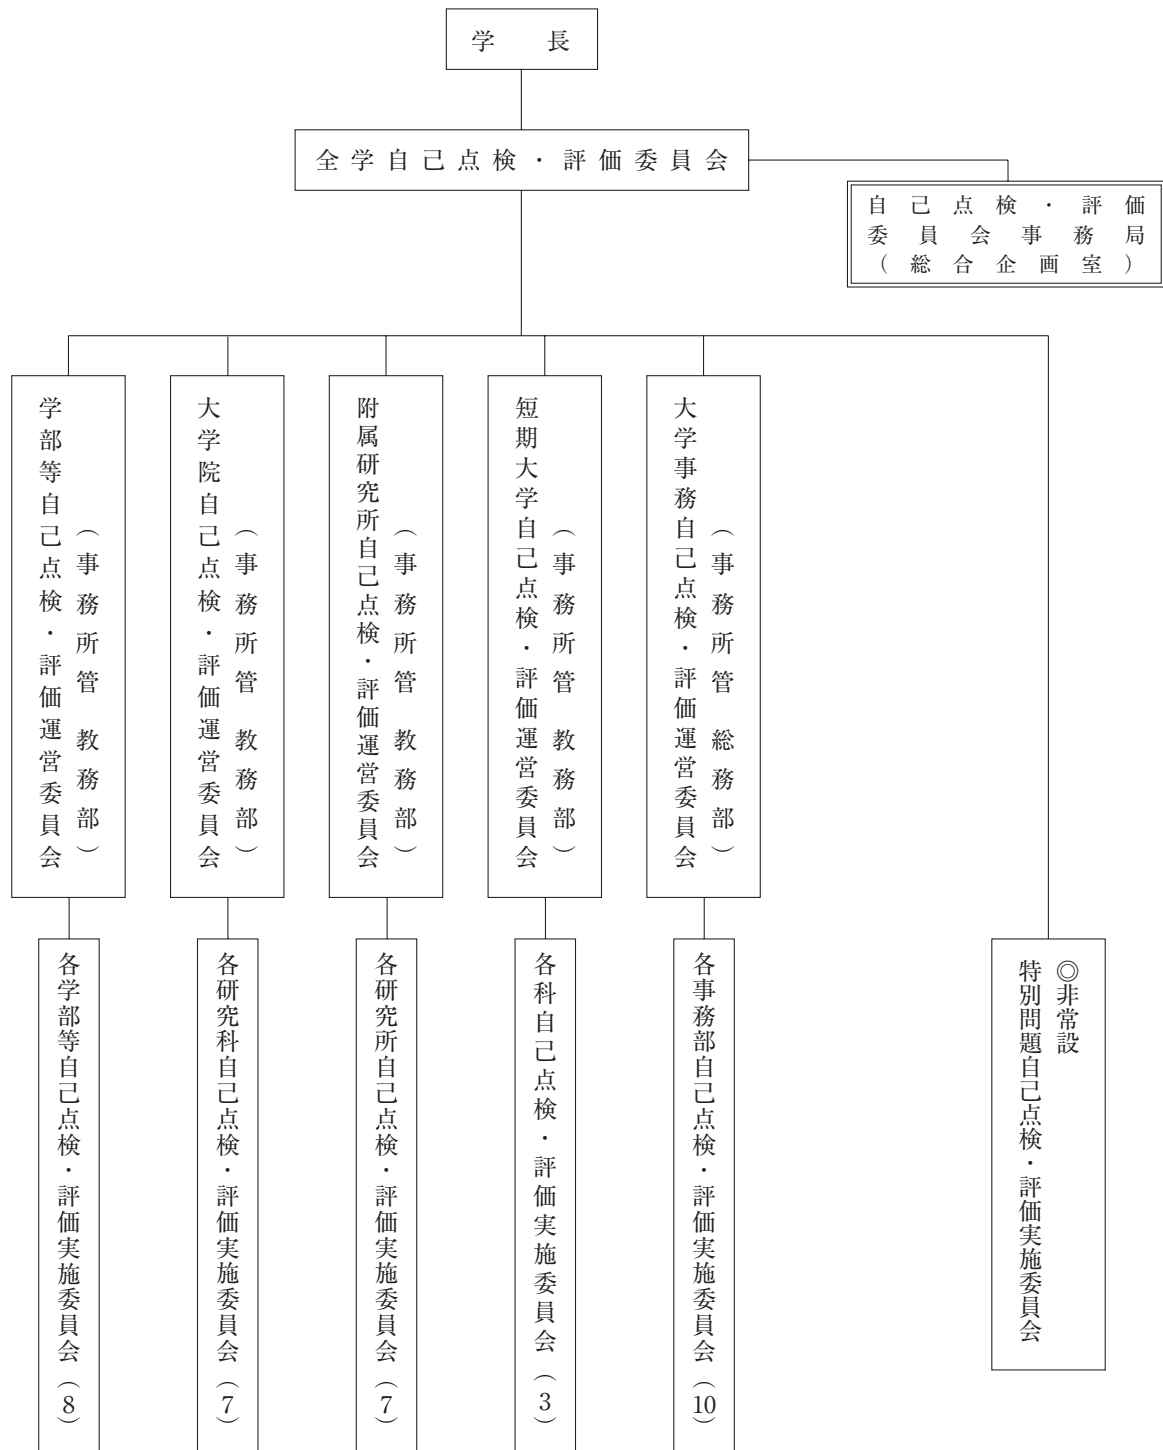 学　長
全学自己点検・評価委員会
自己点検・評価
委員会事務局
（総合企画室）
学部等自己点検・評価運営委員会
（事務所管　教務部）
大学院自己点検・評価運営委員会
（事務所管　教務部）
附属研究所自己点検・評価運営委員会
（事務所管　教務部）
短期大学自己点検・評価運営委員会
（事務所管　教務部）
大学事務自己点検・評価運営委員会
（事務所管　総務部）
各学部等自己点検・評価実施委員会（8）
各研究科自己点検・評価実施委員会（7）
各研究所自己点検・評価実施委員会（7）
各科自己点検・評価実施委員会（3）
各事務部自己点検・評価実施委員会（10）
◎非常設
特別問題自己点検・評価実施委員会